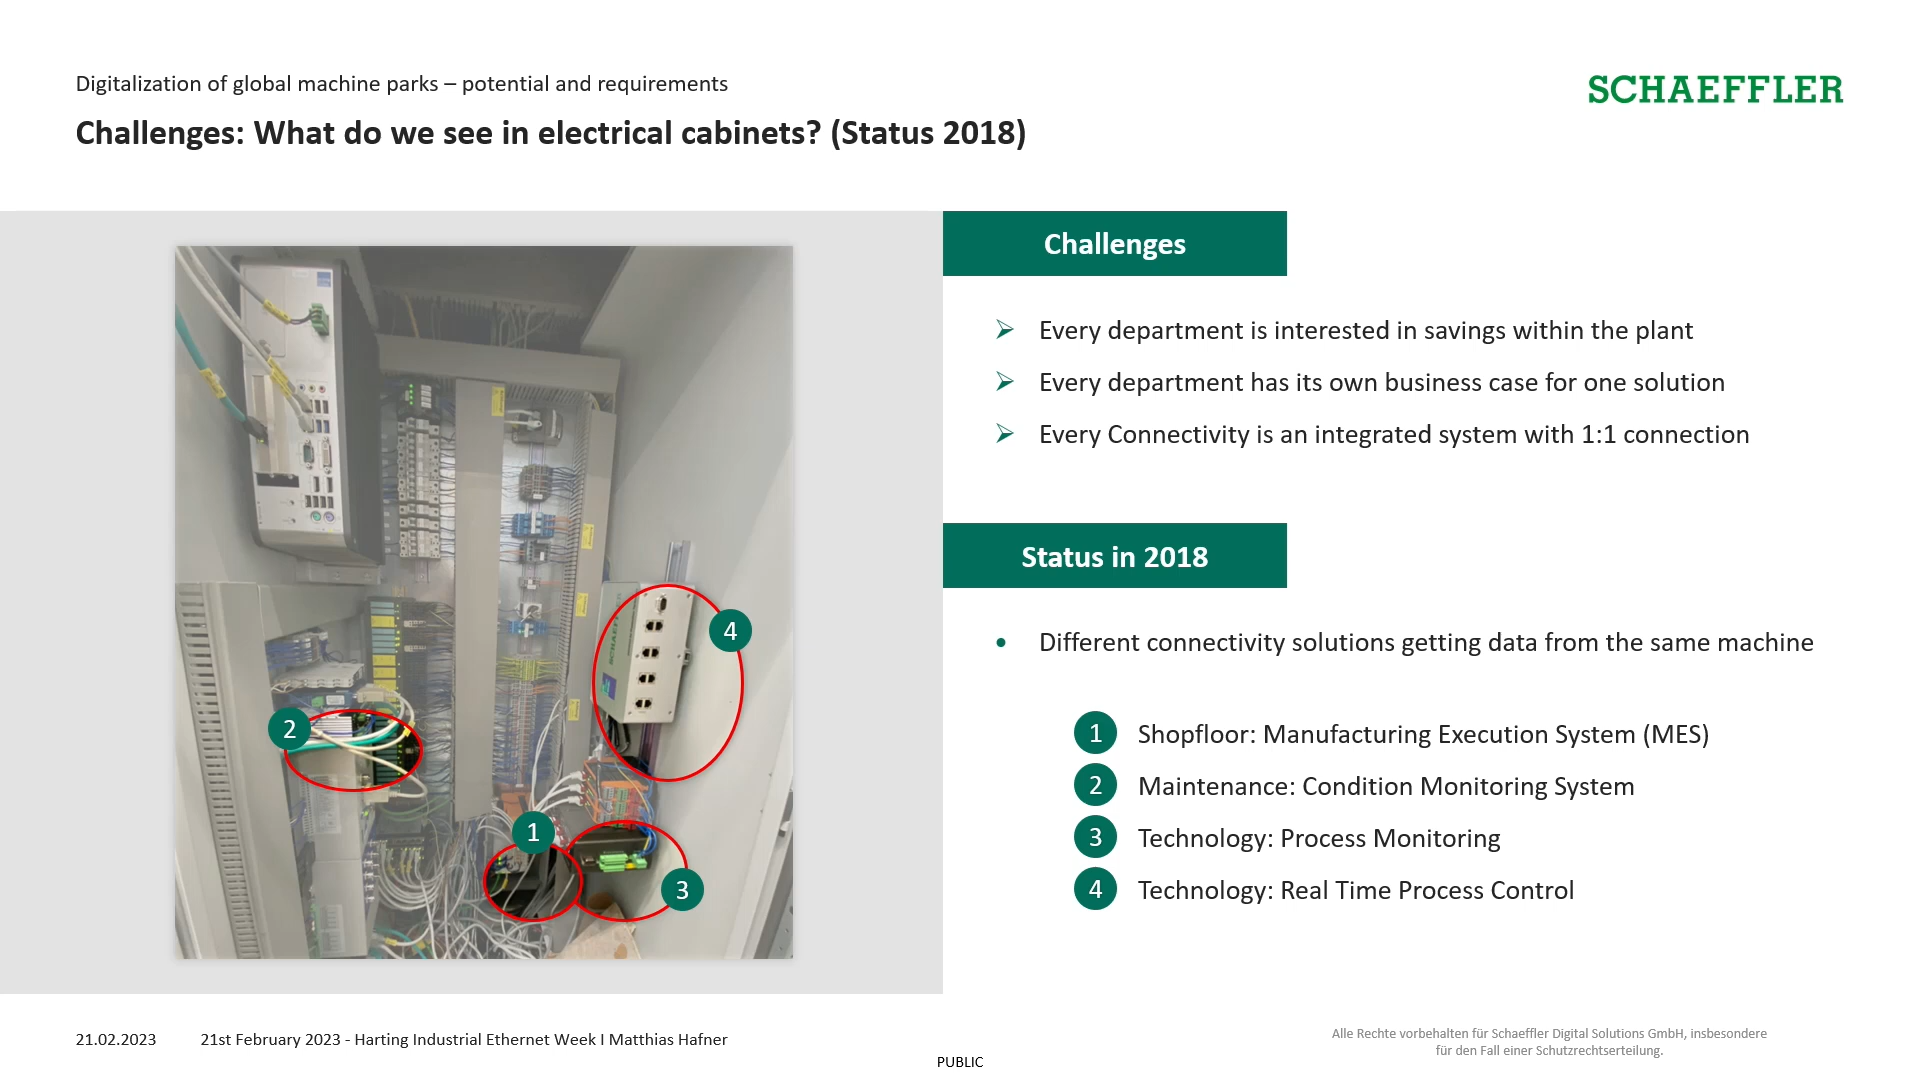 Digitalization of global machine parks – potential and requirements
Challenges: What do we see in electrical cabinets? (Status 2018)
SCHAEFFLER
Challenges
Every department is interested in savings within the plant
Every department has its own business case for one solution
Every Connectivity is an integrated system with 1:1 connection
Status in 2018
Different connectivity solutions getting data from the same machine
1 Shopfloor: Manufacturing Execution System (MES)
2 Maintenance: Condition Monitoring System
3 Technology: Process Monitoring
4 Technology: Real Time Process Control
4
2
1
3
SCHAEFFLER
21.02.2023
21st February 2023 - Harting Industrial Ethernet Week I Matthias Hafner
PUBLIC
Alle Rechte vorbehalten für Schaeffler Digital Solutions GmbH, insbesondere
für den Fall einer Schutzrechtserteilung.